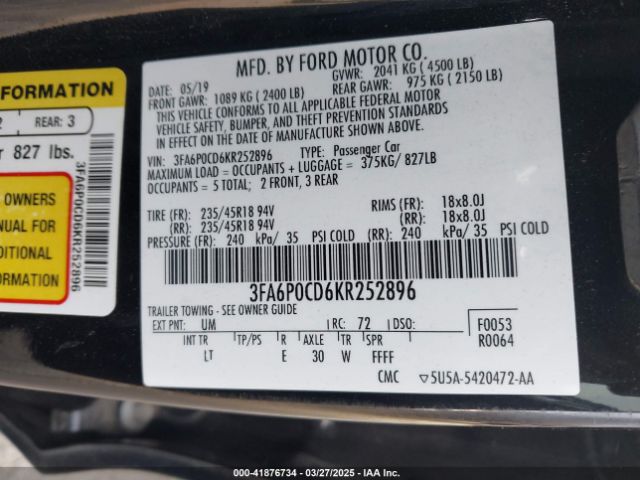 FORMATION
2 REAR: 3
r 827 lbs.
OWNERS
ANUAL FOR
DITIONAL
ORMATION
3FA6P0CD6KR252896
MFD. BY FORD MOTOR CO.
DATE: 05/19 GVWR: 2041 KG ( 4500 LB)
FRONT GAWR: 1089 KG ( 2400 LB) REAR GAWR: 975 KG ( 2150 LB)
THIS VEHICLE CONFORMS TO ALL APPLICABLE FEDERAL MOTOR
VEHICLE SAFETY, BUMPER, AND THEFT PREVENTION STANDARDS
IN EFFECT ON THE DATE OF MANUFACTURE SHOWN ABOVE.
VIN: 3FA6P0CD6KR252896 TYPE: Passenger Car
MAXIMUM LOAD = OCCUPANTS + LUGGAGE = 375KG/ 827LB
OCCUPANTS = 5 TOTAL; 2 FRONT, 3 REAR
TIRE (FR): 235/45R18 94V RIMS (FR): 18x8.0J
(RR): 235/45R18 94V (RR): 18x8.0J
PRESSURE (FR): 240 kPa/ 35 PSI COLD (RR): 240 kPa/ 35 PSI COLD
3FA6P0CD6KR252896
TRAILER TOWING - SEE OWNER GUIDE
EXT PNT: UM RC: 72 DSO: F0053
INT TR TP/PS R AXLE TR SPR R0064
LT E 30 W FFFF
CMC ▽5U5A-5420472-AA
000-41876734 — 03/27/2025 — IAA Inc.